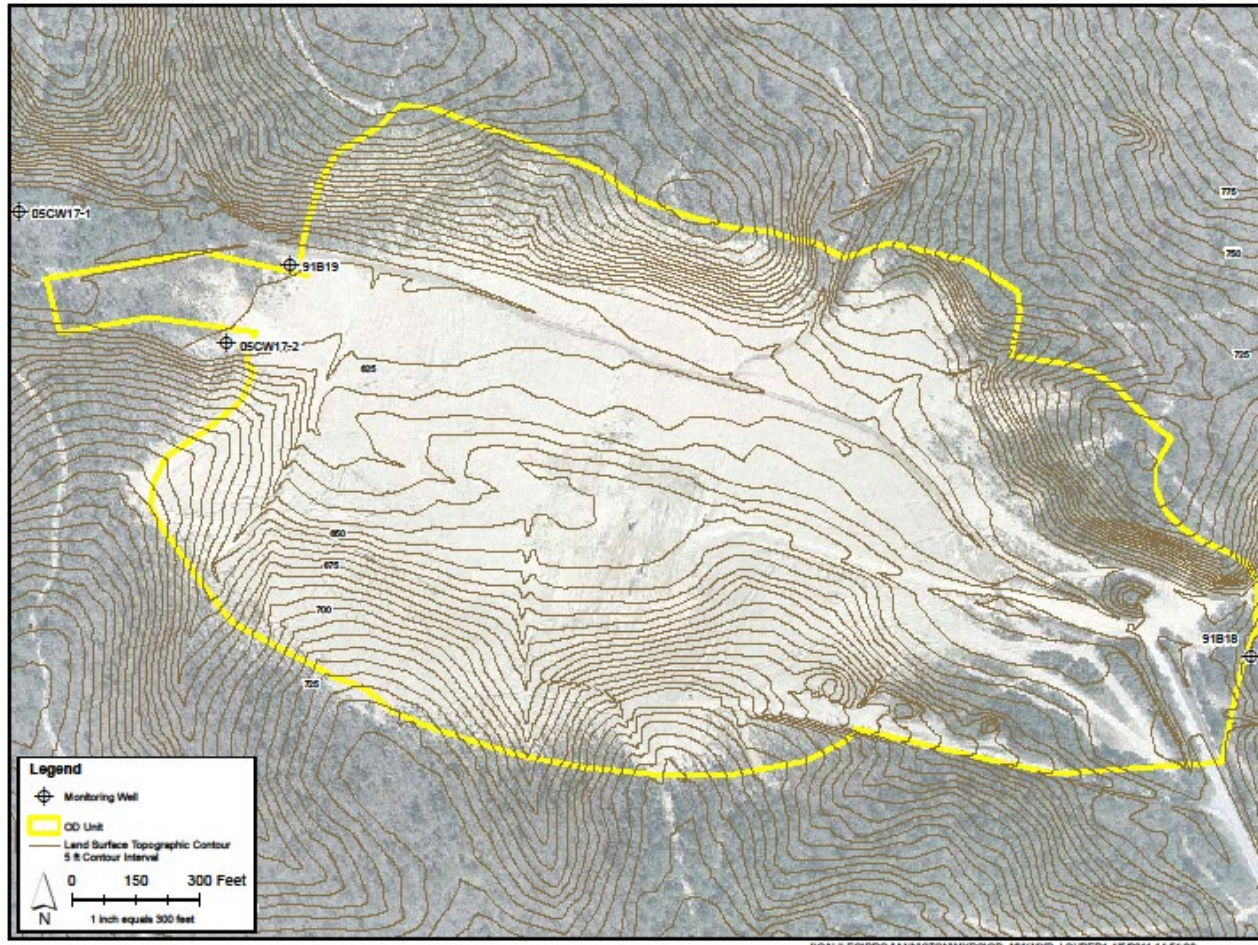 775
05CW17-1
750
91B19
05CW17-2
725
625
650
675
700
91B18
725
Legend
Monitoring Well
OD Unit
Land Surface Topographic Contour
5 ft Contour Interval
0 150 300 Feet
N
1 inch equals 300 feet